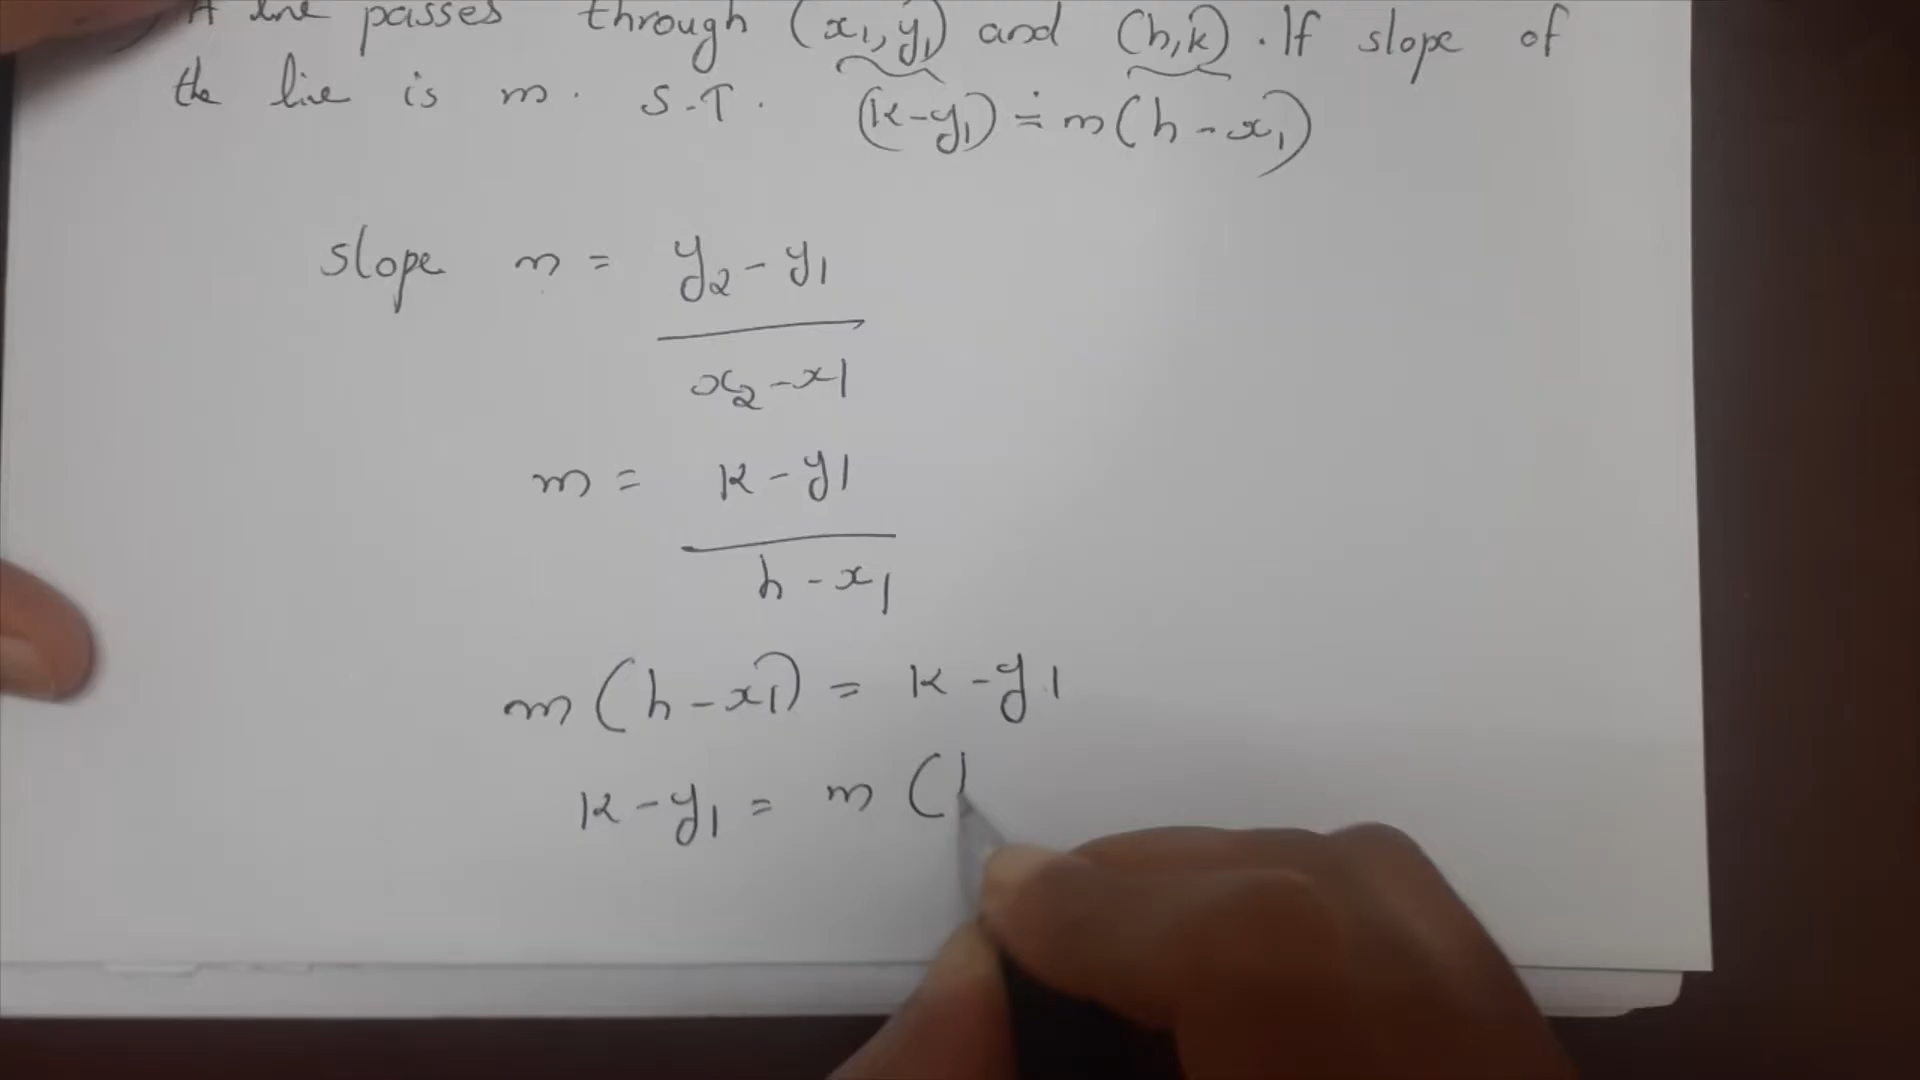 A line passes through (x1, y1) and (h,k). If slope of
the line is m. S.T. (k-y1) = m(h-x1)
slope m = y2 - y1
x2 - x1
m = k - y1
h - x1
m(h-x1) = k - y1
k - y1 = m (